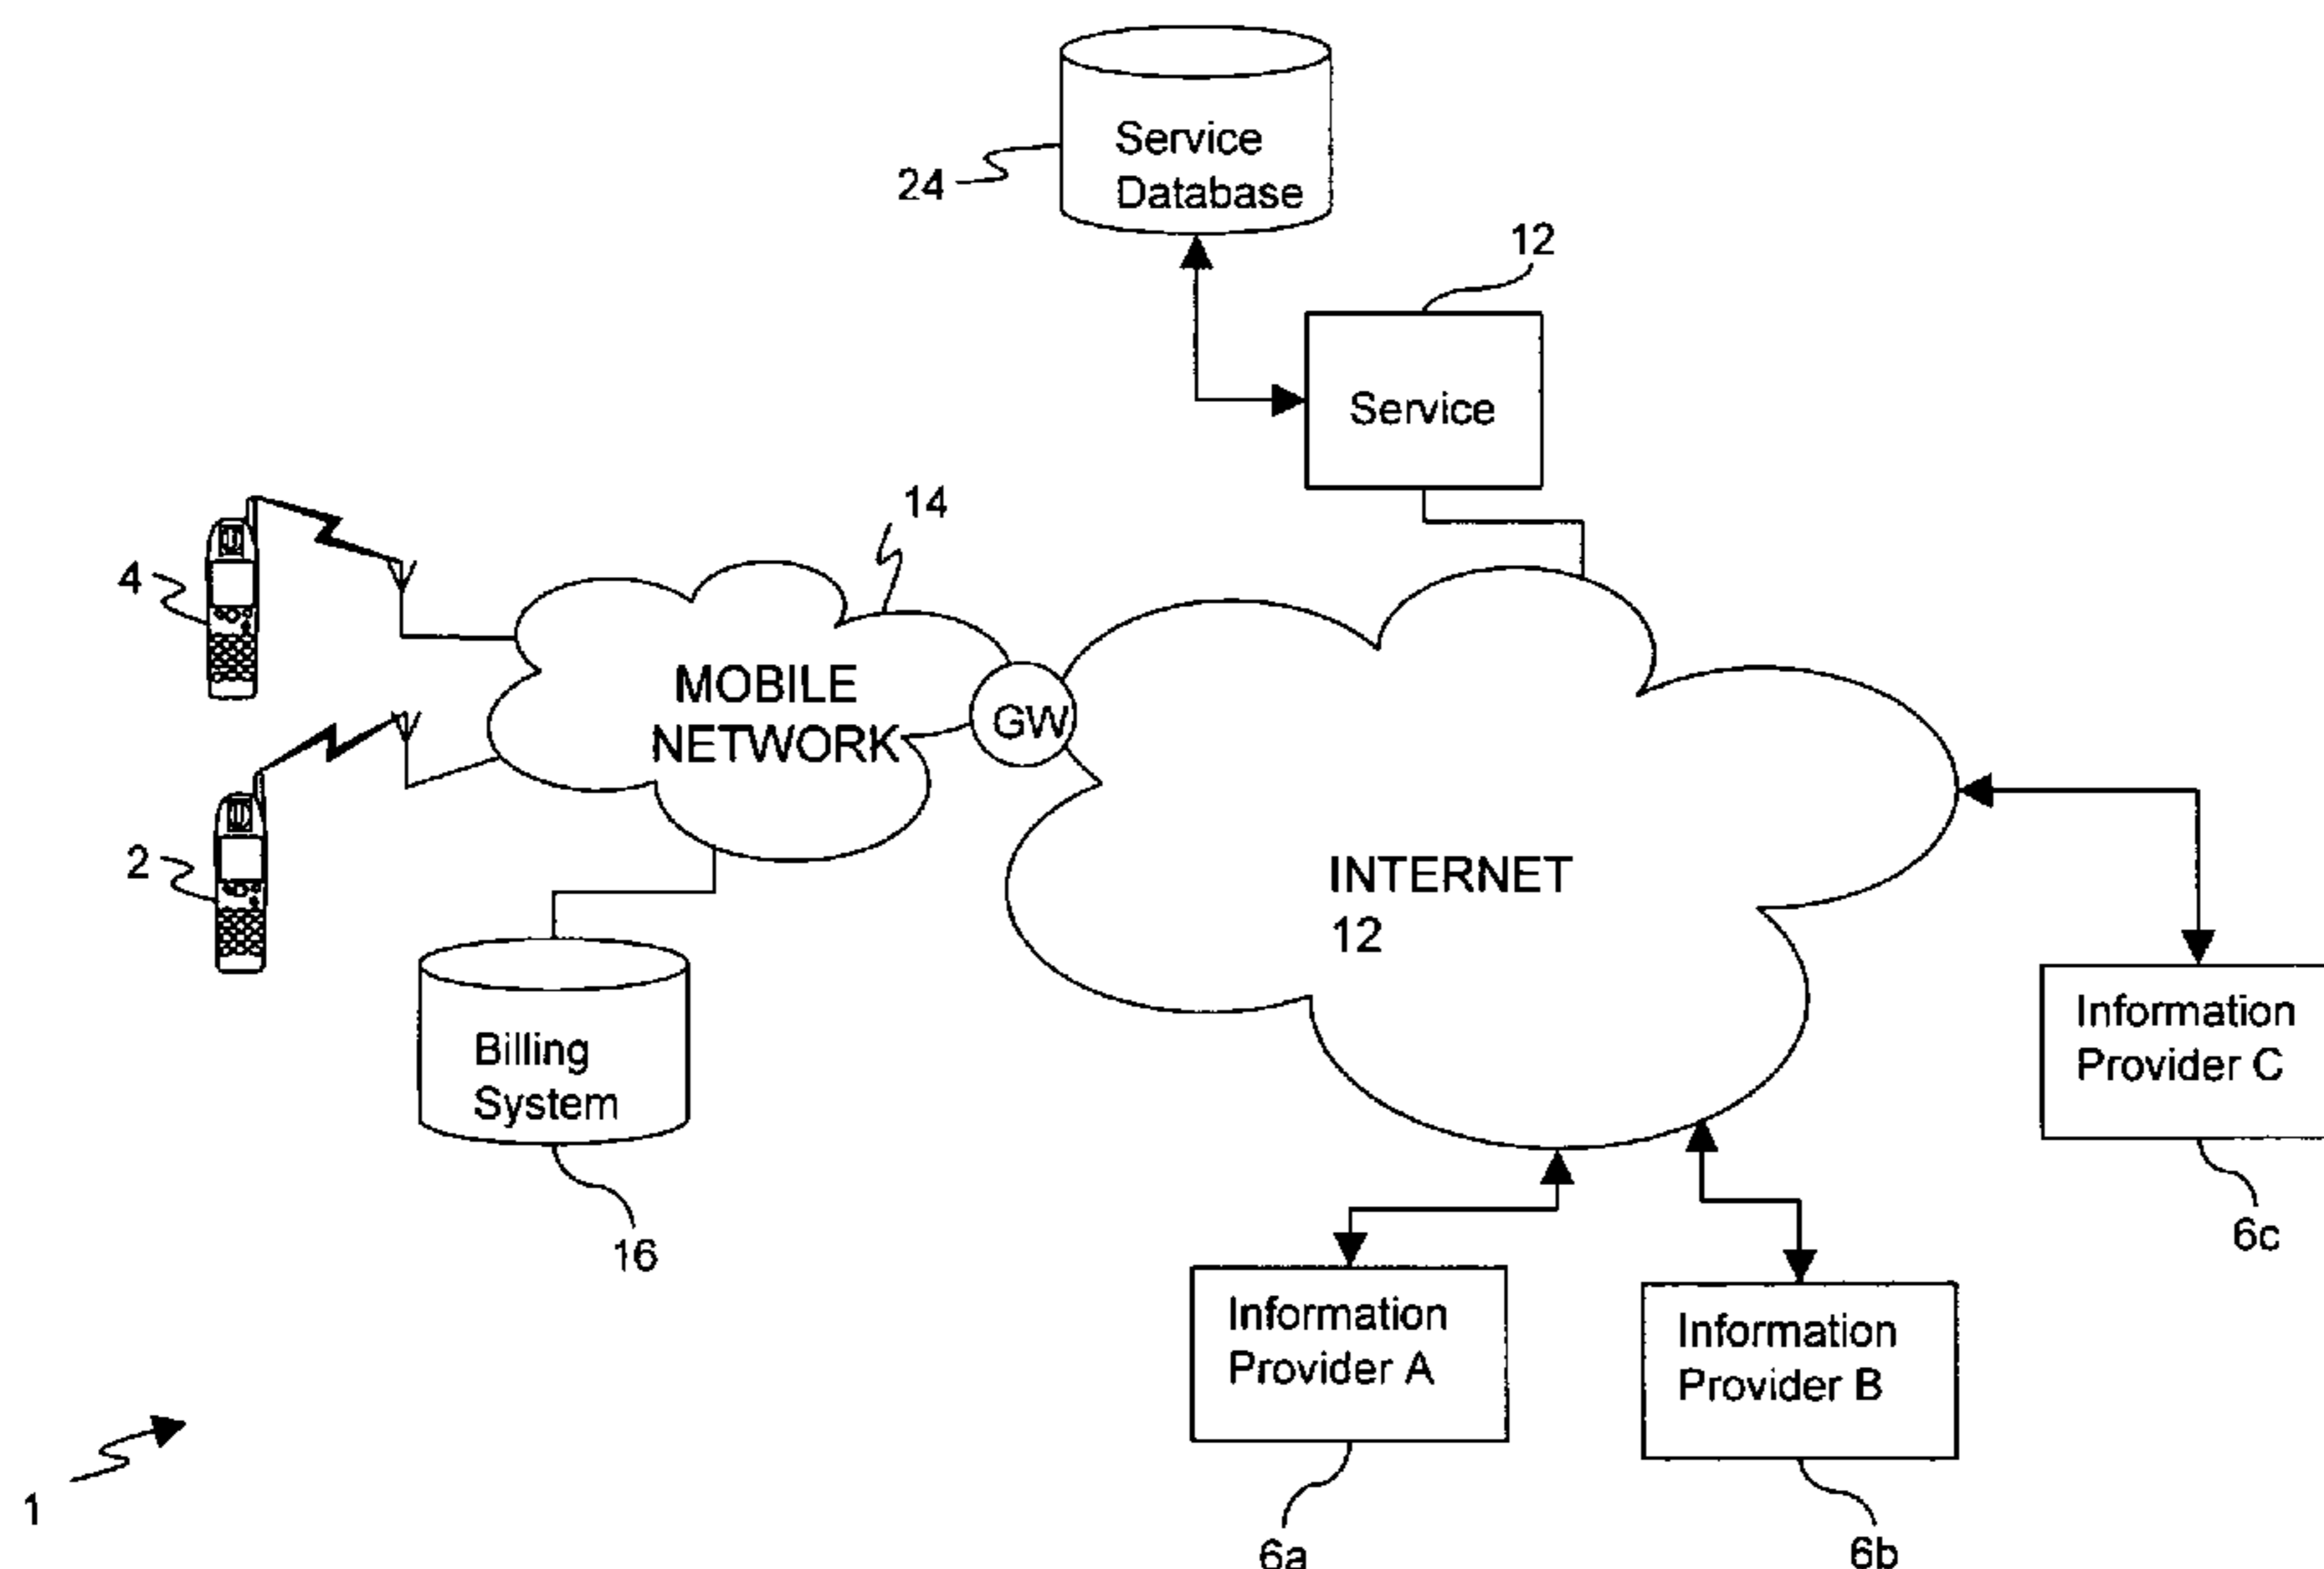 Service
Database
24
12
Service
14
4
MOBILE
NETWORK
GW
2
INTERNET
12
Information
Provider C
Billing
System
16
6c
Information
Provider A
Information
Provider B
1
6a
6b